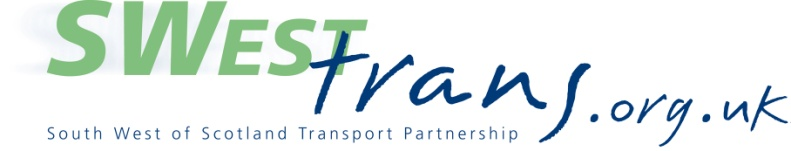 SWESTtrans.org.uk
South West of Scotland Transport Partnership